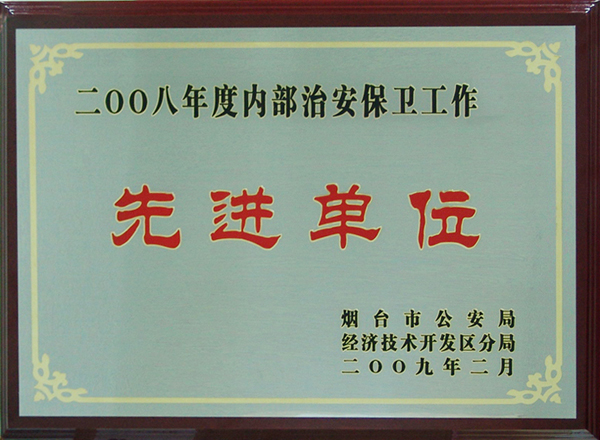 二OO八年度内部治安保卫工作
先进单位
烟台市公安局
经济技术开发区分局
二OO九年二月